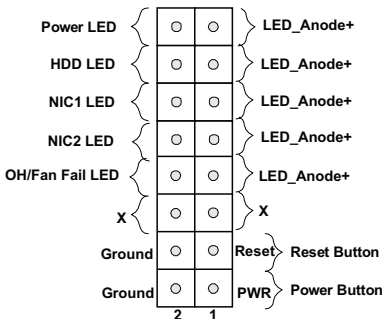 Power LED LED_Anode+
HDD LED LED_Anode+
NIC1 LED LED_Anode+
NIC2 LED LED_Anode+
OH/Fan Fail LED LED_Anode+
X X
Ground Reset Reset Button
Ground PWR Power Button
2 1